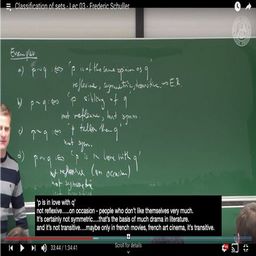 Classification of sets - Lec 03 - Frederic Schuller
Examples
a) p ~ q :⇔ "p is of the same opinion as q"
reflexive, symmetric, transitive → E.R.
b) p ~ q :⇔ "p sibling of q"
not reflexive, but symm
c) p ~ q :⇔ "p taller than q"
not sym.
d) p ~ q :⇔ "p is in love with q"
not reflexive (on occasion)
not symmetric
'p is in love with q'
not reflexive....on occasion - people who don't like themselves very much.
It's certainly not symmetric....that's the basis of much drama in literature.
and it's not transitive....maybe only in french movies, french art cinema, it's transitive.
33:44 / 1:34:41
Scroll for details